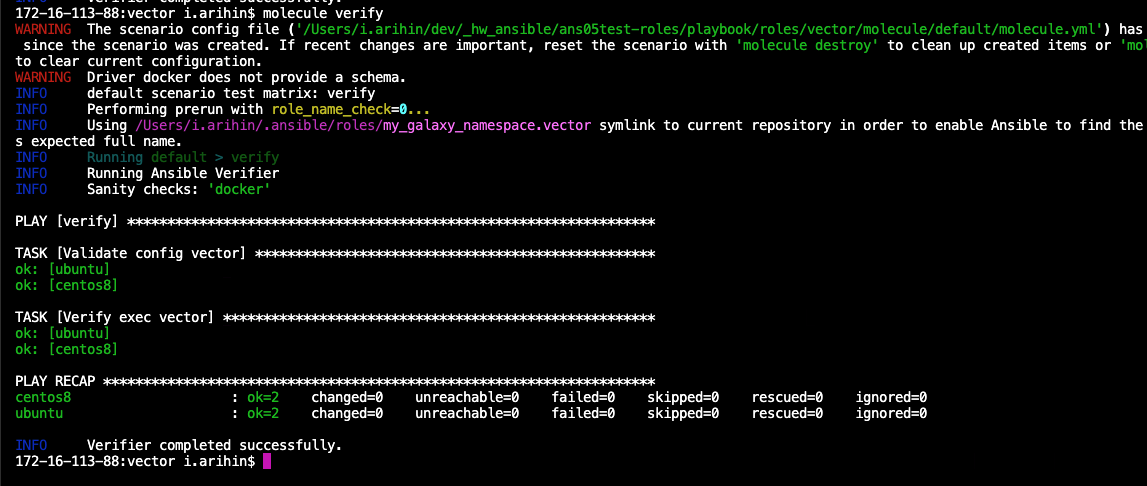 Verifier completed successfully.
172-16-113-88:vector i.arihin$ molecule verify
WARNING  The scenario config file ('/Users/i.arihin/dev/_hw_ansible/ans05test-roles/playbook/roles/vector/molecule/default/molecule.yml') has
 since the scenario was created. If recent changes are important, reset the scenario with 'molecule destroy' to clean up created items or 'mol
to clear current configuration.
WARNING  Driver docker does not provide a schema.
INFO     default scenario test matrix: verify
INFO     Performing prerun with role_name_check=0...
INFO     Using /Users/i.arihin/.ansible/roles/my_galaxy_namespace.vector symlink to current repository in order to enable Ansible to find the
s expected full name.
INFO     Running default > verify
INFO     Running Ansible Verifier
INFO     Sanity checks: 'docker'
PLAY [verify] ******************************************************************
TASK [Validate config vector] **************************************************
ok: [ubuntu]
ok: [centos8]
TASK [Verify exec vector] ******************************************************
ok: [ubuntu]
ok: [centos8]
PLAY RECAP *********************************************************************
centos8                    : ok=2    changed=0    unreachable=0    failed=0    skipped=0    rescued=0    ignored=0
ubuntu                     : ok=2    changed=0    unreachable=0    failed=0    skipped=0    rescued=0    ignored=0
INFO     Verifier completed successfully.
172-16-113-88:vector i.arihin$